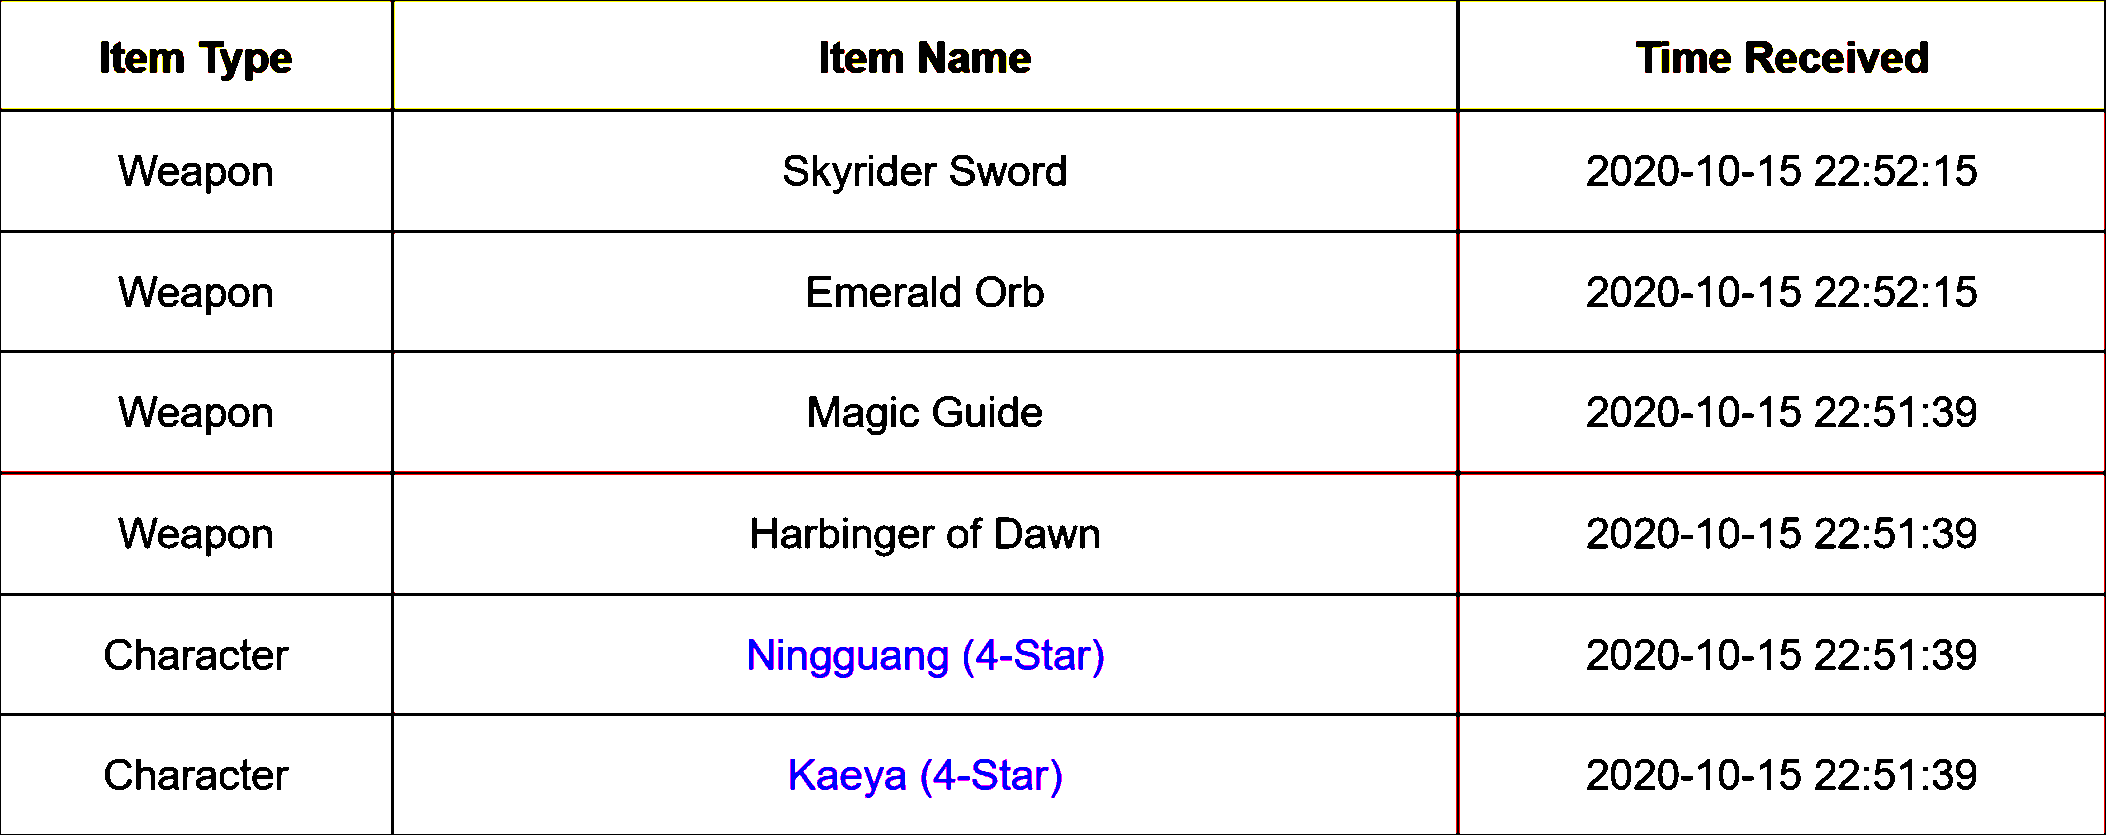 Item Type Item Name Time Received
Weapon Skyrider Sword 2020-10-15 22:52:15
Weapon Emerald Orb 2020-10-15 22:52:15
Weapon Magic Guide 2020-10-15 22:51:39
Weapon Harbinger of Dawn 2020-10-15 22:51:39
Character Ningguang (4-Star) 2020-10-15 22:51:39
Character Kaeya (4-Star) 2020-10-15 22:51:39